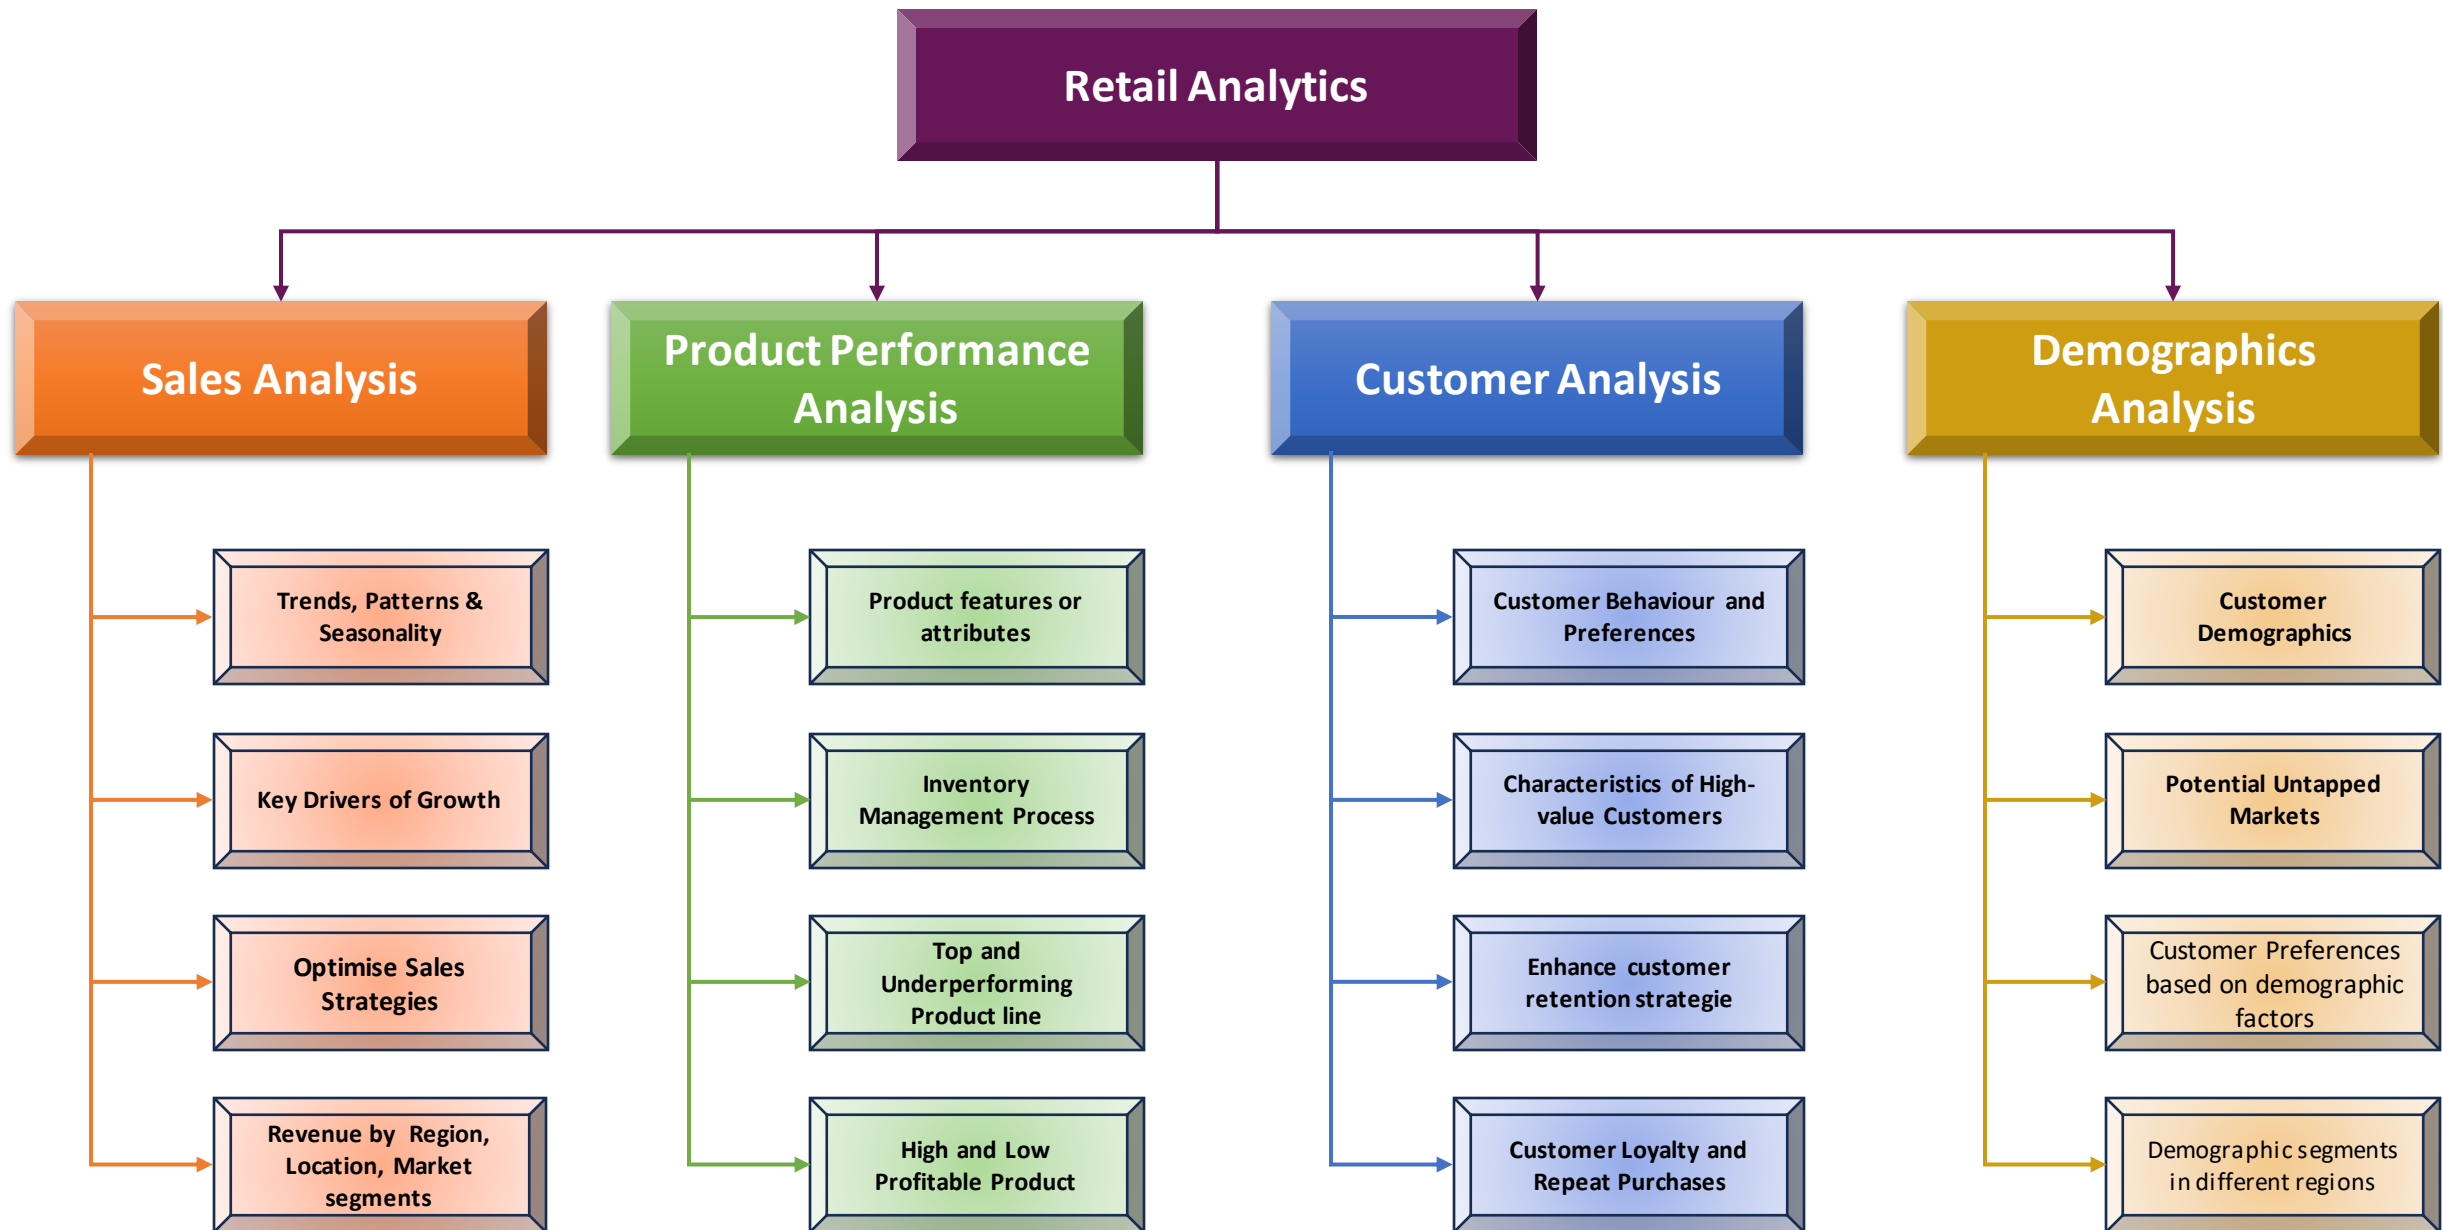 Retail Analytics
Sales Analysis
Product Performance
Analysis
Customer Analysis
Demographics
Analysis
Trends, Patterns &
Seasonality
Key Drivers of Growth
Optimise Sales
Strategies
Revenue by Region,
Location, Market
segments
Product features or
attributes
Inventory
Management Process
Top and
Underperforming
Product line
High and Low
Profitable Product
Customer Behaviour and
Preferences
Characteristics of High-
value Customers
Enhance customer
retention strategie
Customer Loyalty and
Repeat Purchases
Customer
Demographics
Potential Untapped
Markets
Customer Preferences
based on demographic
factors
Demographic segments
in different regions